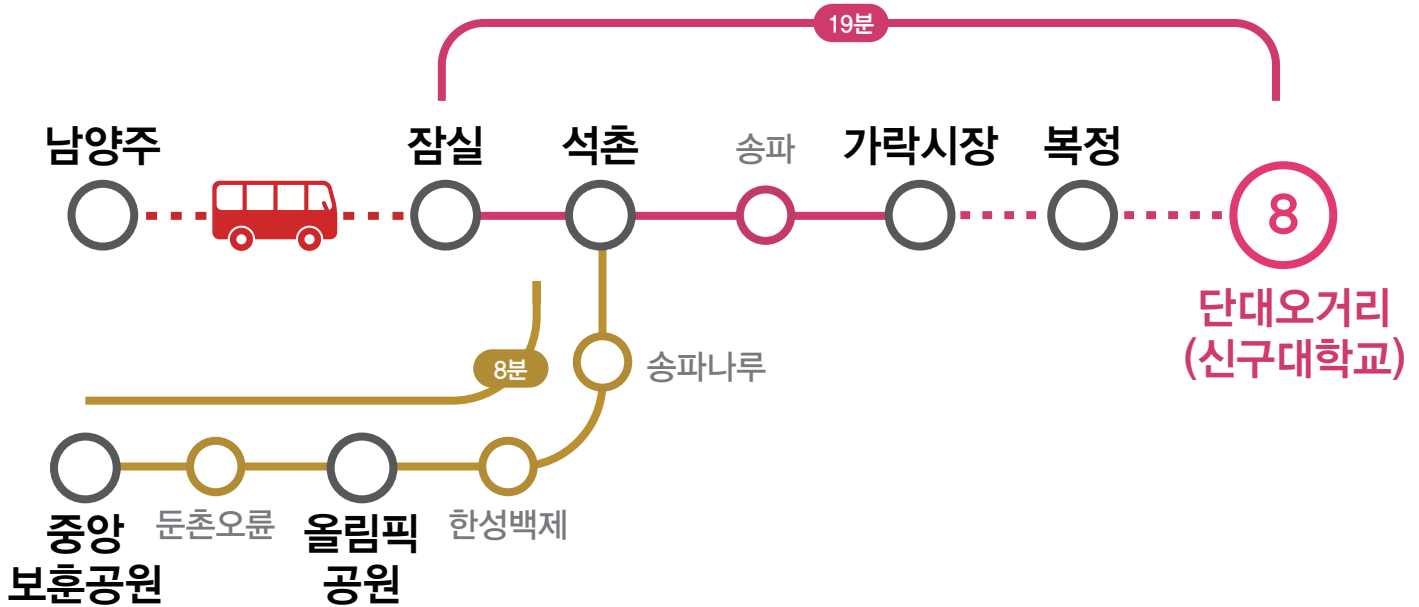 19분
남양주
잠실
석촌
송파
가락시장
복정
8
단대오거리
(신구대학교)
8분
송파나루
중앙
보훈공원
둔촌오륜
올림픽
공원
한성백제